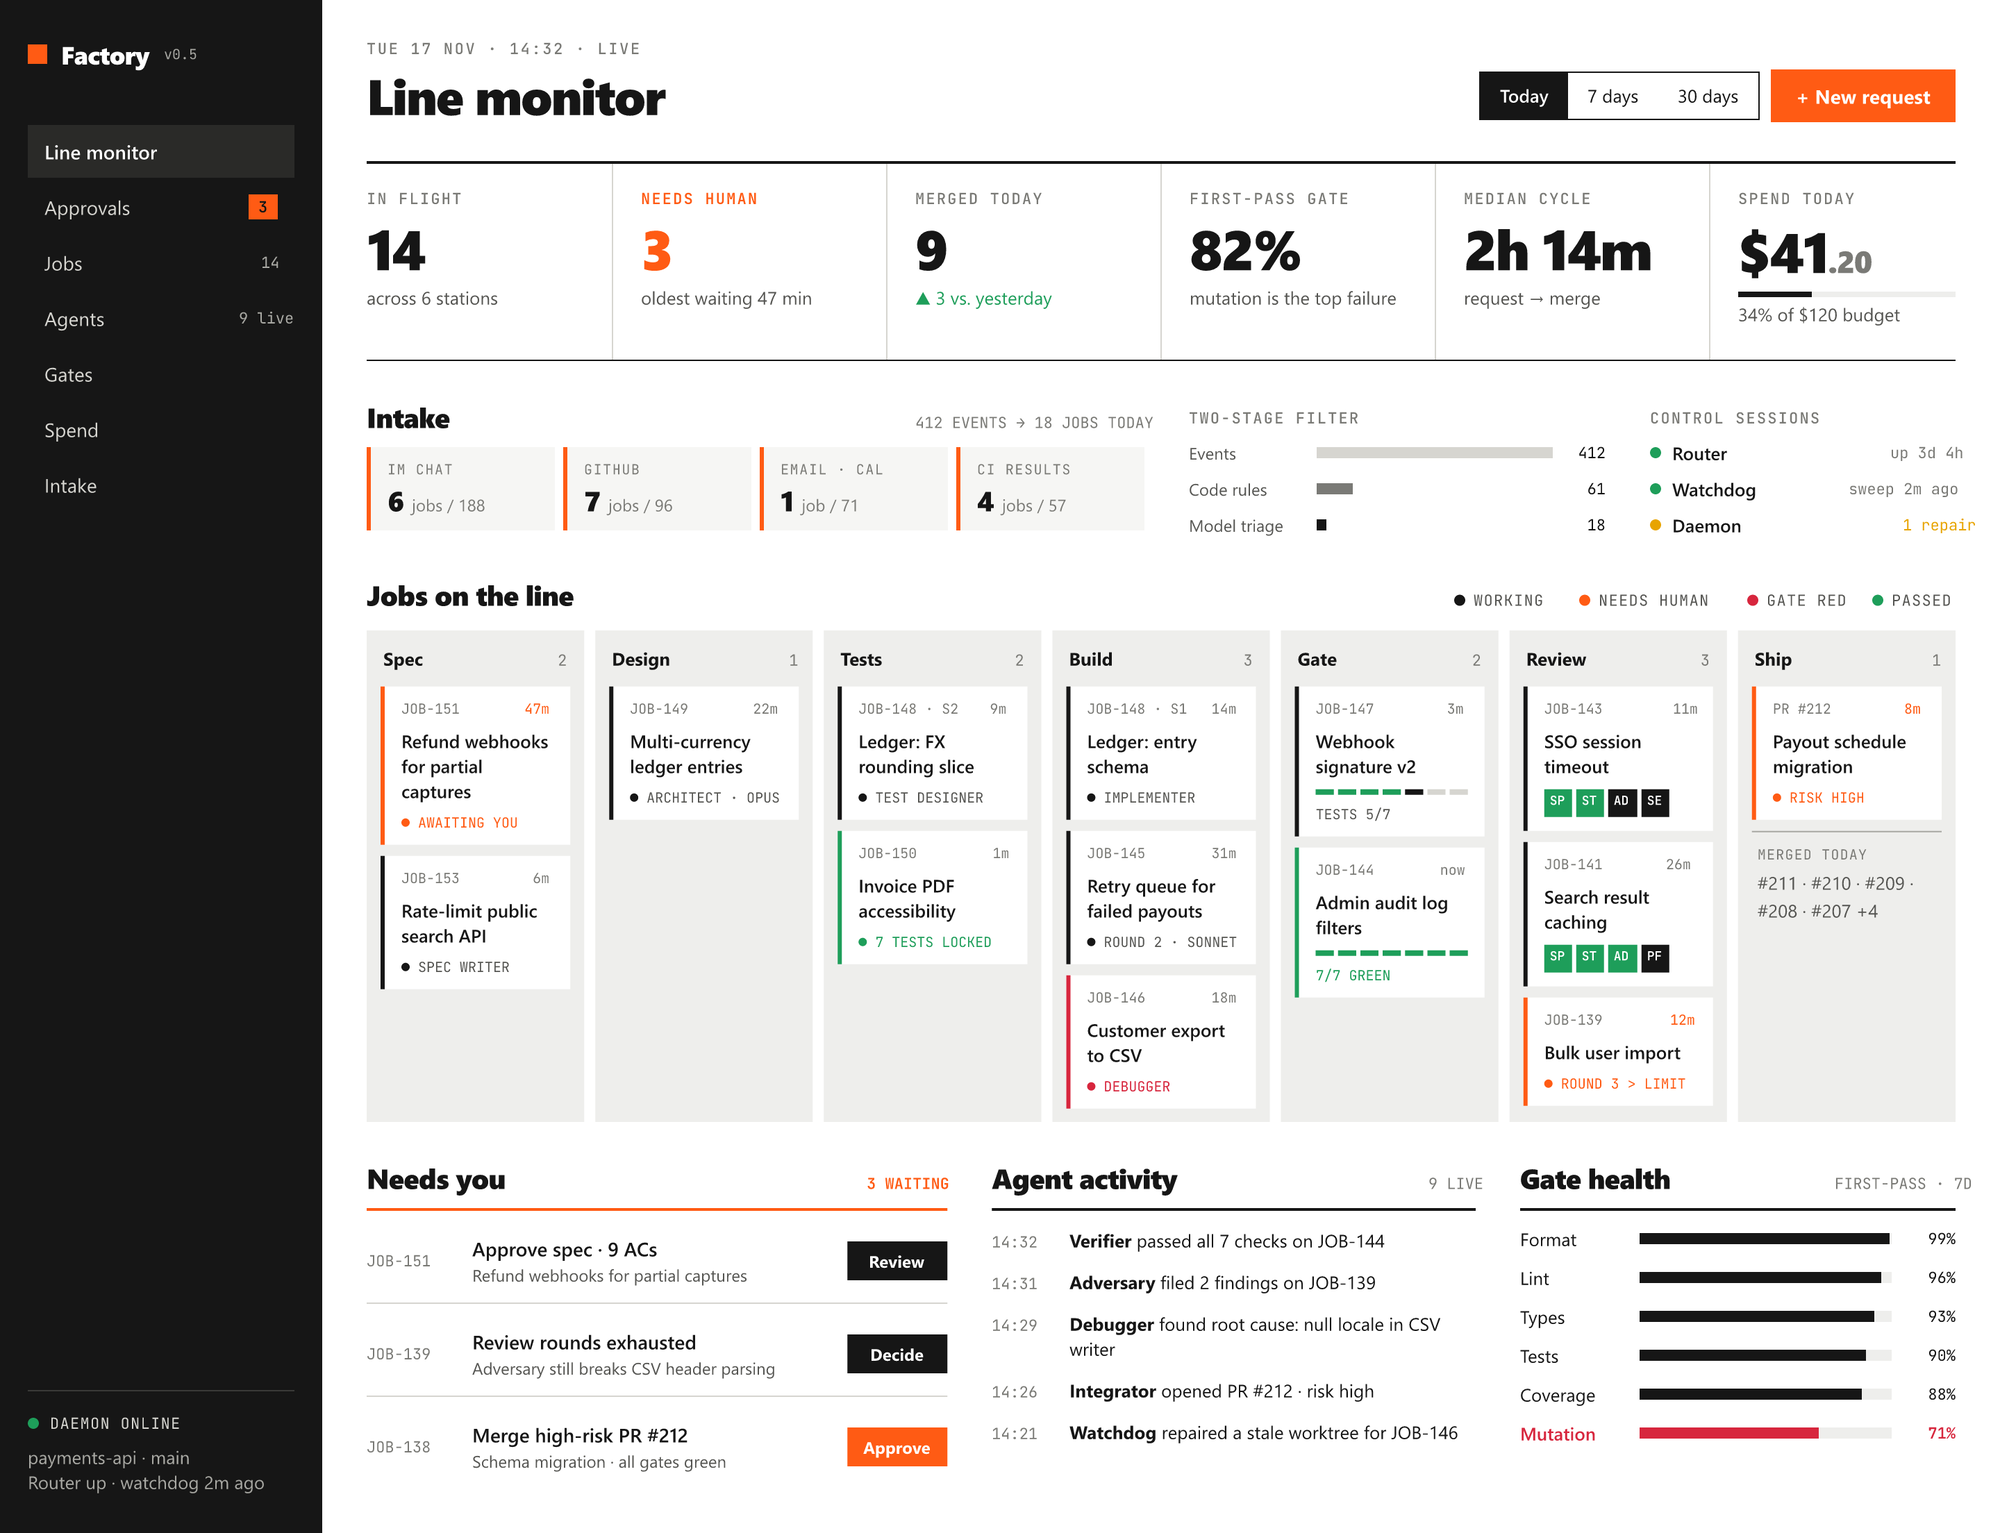 Factory v0.5
Line monitor
Approvals 3
Jobs 14
Agents 9 live
Gates
Spend
Intake
DAEMON ONLINE
payments-api · main
Router up · watchdog 2m ago
TUE 17 NOV · 14:32 · LIVE
Line monitor
Today 7 days 30 days
+ New request
IN FLIGHT
14
across 6 stations
NEEDS HUMAN
3
oldest waiting 47 min
MERGED TODAY
9
▲ 3 vs. yesterday
FIRST-PASS GATE
82%
mutation is the top failure
MEDIAN CYCLE
2h 14m
request → merge
SPEND TODAY
$41.20
34% of $120 budget
Intake 412 EVENTS → 18 JOBS TODAY
IM CHAT
6 jobs / 188
GITHUB
7 jobs / 96
EMAIL · CAL
1 job / 71
CI RESULTS
4 jobs / 57
TWO-STAGE FILTER
Events 412
Code rules 61
Model triage 18
CONTROL SESSIONS
Router up 3d 4h
Watchdog sweep 2m ago
Daemon 1 repair
Jobs on the line
WORKING NEEDS HUMAN GATE RED PASSED
Spec 2
JOB-151 47m
Refund webhooks
for partial
captures
AWAITING YOU
JOB-153 6m
Rate-limit public
search API
SPEC WRITER
Design 1
JOB-149 22m
Multi-currency
ledger entries
ARCHITECT · OPUS
Tests 2
JOB-148 · S2 9m
Ledger: FX
rounding slice
TEST DESIGNER
JOB-150 1m
Invoice PDF
accessibility
7 TESTS LOCKED
Build 3
JOB-148 · S1 14m
Ledger: entry
schema
IMPLEMENTER
JOB-145 31m
Retry queue for
failed payouts
ROUND 2 · SONNET
JOB-146 18m
Customer export
to CSV
DEBUGGER
Gate 2
JOB-147 3m
Webhook
signature v2
TESTS 5/7
JOB-144 now
Admin audit log
filters
7/7 GREEN
Review 3
JOB-143 11m
SSO session
timeout
SP ST AD SE
JOB-141 26m
Search result
caching
SP ST AD PF
JOB-139 12m
Bulk user import
ROUND 3 > LIMIT
Ship 1
PR #212 8m
Payout schedule
migration
RISK HIGH
MERGED TODAY
#211 · #210 · #209 ·
#208 · #207 +4
Needs you 3 WAITING
JOB-151
Approve spec · 9 ACs
Refund webhooks for partial captures
Review
JOB-139
Review rounds exhausted
Adversary still breaks CSV header parsing
Decide
JOB-138
Merge high-risk PR #212
Schema migration · all gates green
Approve
Agent activity 9 LIVE
14:32 Verifier passed all 7 checks on JOB-144
14:31 Adversary filed 2 findings on JOB-139
14:29 Debugger found root cause: null locale in CSV
writer
14:26 Integrator opened PR #212 · risk high
14:21 Watchdog repaired a stale worktree for JOB-146
Gate health FIRST-PASS · 7D
Format 99%
Lint 96%
Types 93%
Tests 90%
Coverage 88%
Mutation 71%